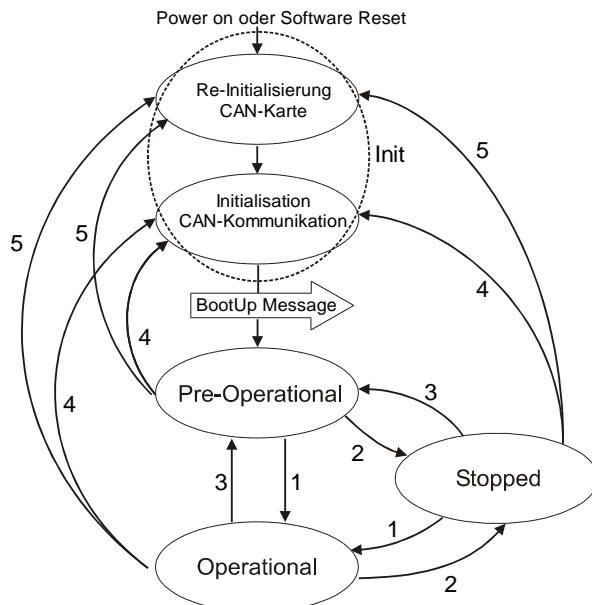 Power on oder Software Reset
Re-Initialisierung
CAN-Karte
5
Init
Initialisation
CAN-Kommunikation
5
5
4
BootUp Message
4
4
Pre-Operational
3
2
Stopped
3
1
1
Operational
2